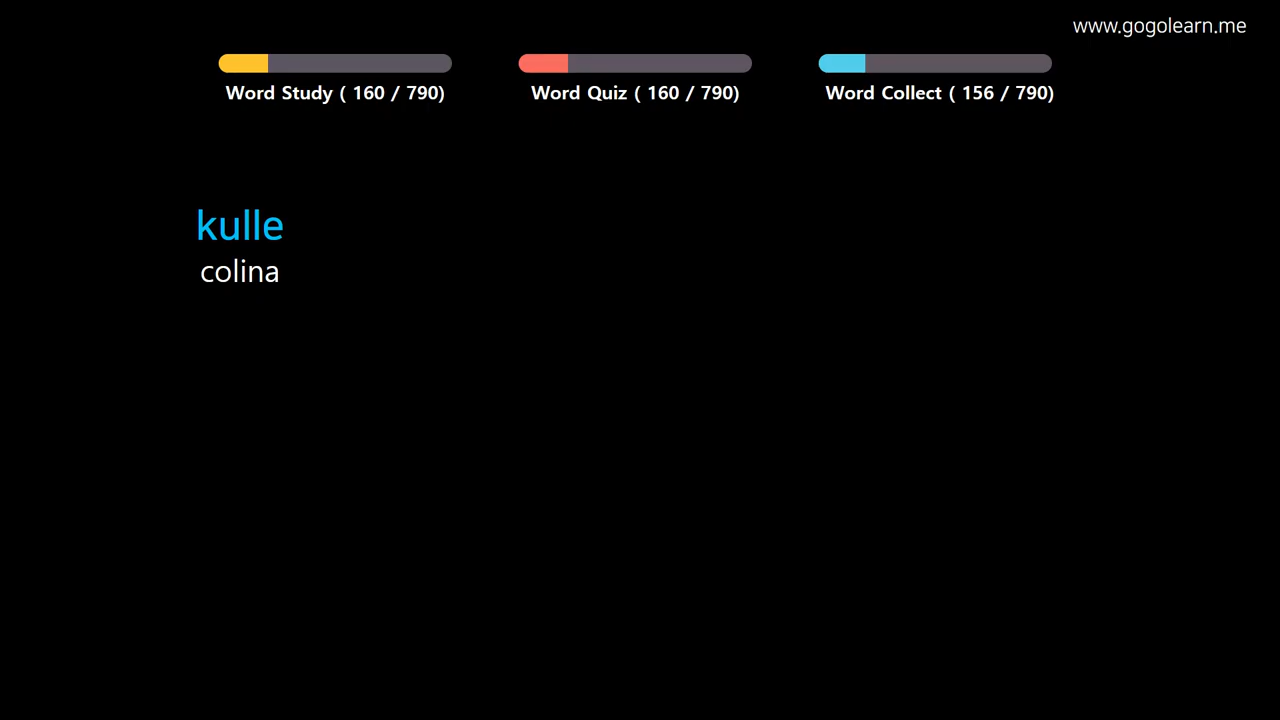 www.gogolearn.me
Word Study ( 160 / 790)
Word Quiz ( 160 / 790)
Word Collect ( 156 / 790)
kulle
colina